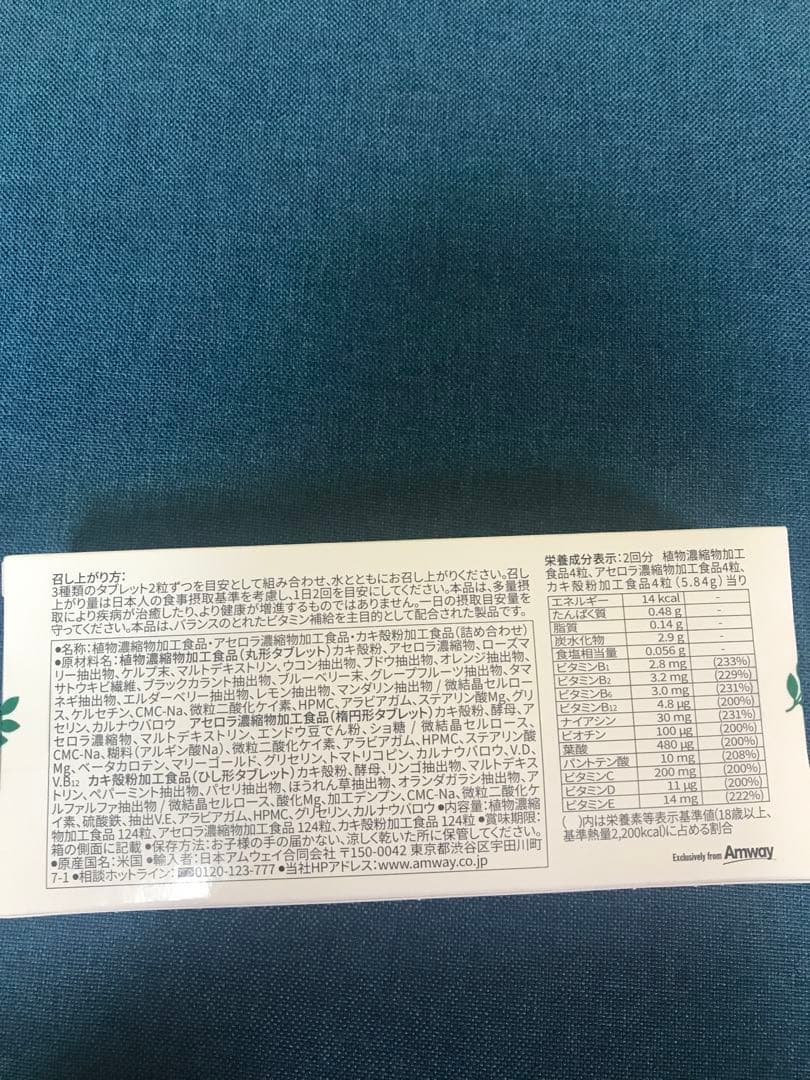 召し上がり方:
3種類のタブレット2粒ずつを目安として組み合わせ、水とともにお召し上がりください。召し
上がり量は日本人の食事摂取基準を考慮し、1日2回を目安にしてください。本品は、多量摂
取により疾病が治癒したり、より健康が増進するものではありません。一日の摂取目安量を
守ってください。本品は、バランスのとれたビタミン補給を主目的として配合された製品です。
●名称:植物濃縮物加工食品・アセロラ濃縮物加工食品・カキ殻粉加工食品(詰め合わせ)
●原材料名:植物濃縮物加工食品(丸形タブレット)カキ殻粉、アセロラ濃縮物、ローズマ
リー抽出物、ケルプ末、マルトデキストリン、ウコン抽出物、ブドウ抽出物、オレンジ抽出物、
サトウキビ繊維、ブラックカラント抽出物、ブルーベリー末、グレープフルーツ抽出物、タマ
ネギ抽出物、エルダーベリー抽出物、レモン抽出物、マンダリン抽出物 / 微結晶セルロー
ス、ケルセチン、CMC-Na、微粒二酸化ケイ素、HPMC、アラビアガム、ステアリン酸Mg、グリ
セリン、カルナウバロウ アセロラ濃縮物加工食品(楕円形タブレット)カキ殻粉、酵母、ア
セロラ濃縮物、マルトデキストリン、エンドウ豆でん粉、ショ糖 / 微結晶セルロース、
CMC-Na、糊料(アルギン酸Na)、微粒二酸化ケイ素、アラビアガム、HPMC、ステアリン酸
Mg、ベータカロテン、マリーゴールド、グリセリン、トマトリコピン、カルナウバロウ、V.D、
V.B12 カキ殻粉加工食品(ひし形タブレット)カキ殻粉、酵母、リンゴ抽出物、マルトデキス
トリン、ペパーミント抽出物、パセリ抽出物、ほうれん草抽出物、オランダガラシ抽出物、ア
ルファルファ抽出物 / 微結晶セルロース、酸化Mg、加工デンプン、CMC-Na、微粒二酸化ケ
イ素、硫酸鉄、抽出V.E、アラビアガム、HPMC、グリセリン、カルナウバロウ ●内容量:植物濃縮
物加工食品 124粒、アセロラ濃縮物加工食品 124粒、カキ殻粉加工食品 124粒 ●賞味期限:
箱の側面に記載 ●保存方法:お子様の手の届かない、涼しく乾いた所に保管してください。
●原産国名:米国 ●輸入者:日本アムウェイ合同会社 〒150-0042 東京都渋谷区宇田川町
7-1 ●相談ホットライン:0120-123-777 ●当社HPアドレス:www.amway.co.jp
栄養成分表示:2回分 植物濃縮物加工
食品4粒、アセロラ濃縮物加工食品4粒、
カキ殻粉加工食品4粒(5.84g)当り
エネルギー 14 kcal -
たんぱく質 0.48 g -
脂質 0.14 g -
炭水化物 2.9 g -
食塩相当量 0.056 g -
ビタミンB1 2.8 mg (233%)
ビタミンB2 3.2 mg (229%)
ビタミンB6 3.0 mg (231%)
ビタミンB12 4.8 μg (200%)
ナイアシン 30 mg (231%)
ビオチン 100 μg (200%)
葉酸 480 μg (200%)
パントテン酸 10 mg (208%)
ビタミンC 200 mg (200%)
ビタミンD 11 μg (200%)
ビタミンE 14 mg (222%)
( )内は栄養素等表示基準値(18歳以上、
基準熱量2,200kcal)に占める割合
Exclusively from Amway